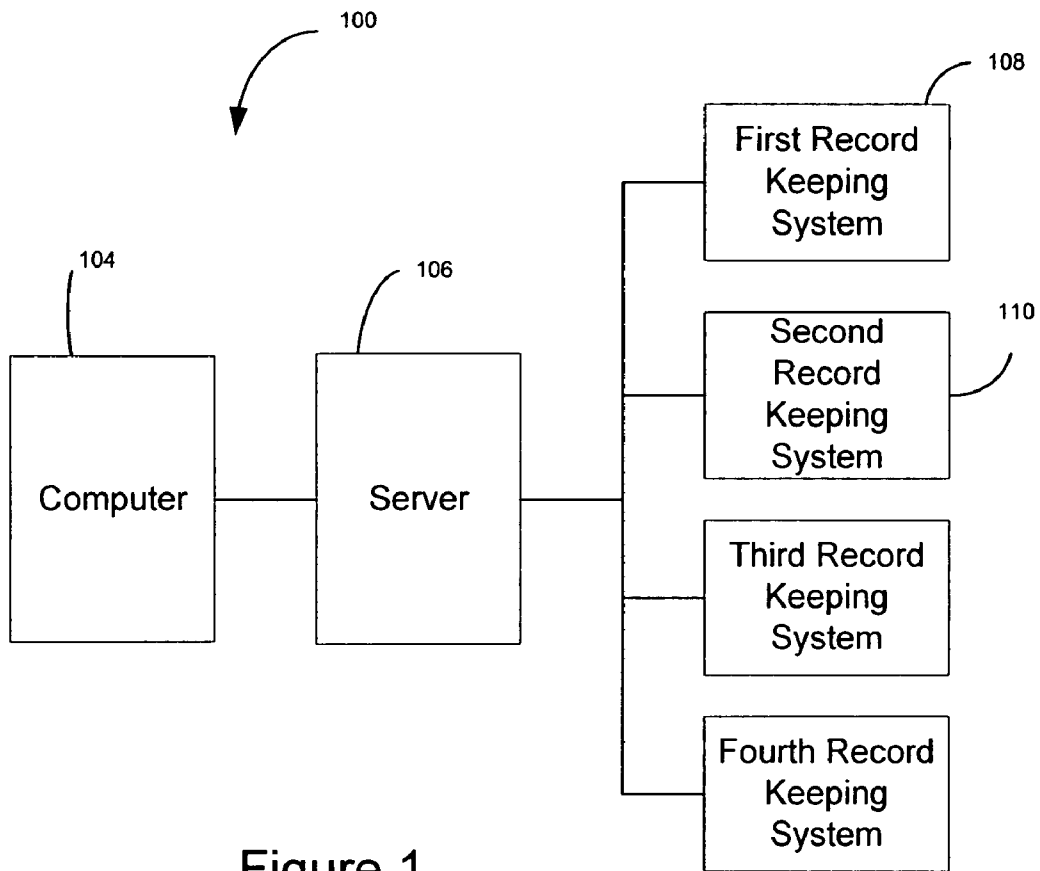 100
108
First Record
Keeping
System
104
106
110
Second
Record
Keeping
System
Computer
Server
Third Record
Keeping
System
Fourth Record
Keeping
System
Figure 1